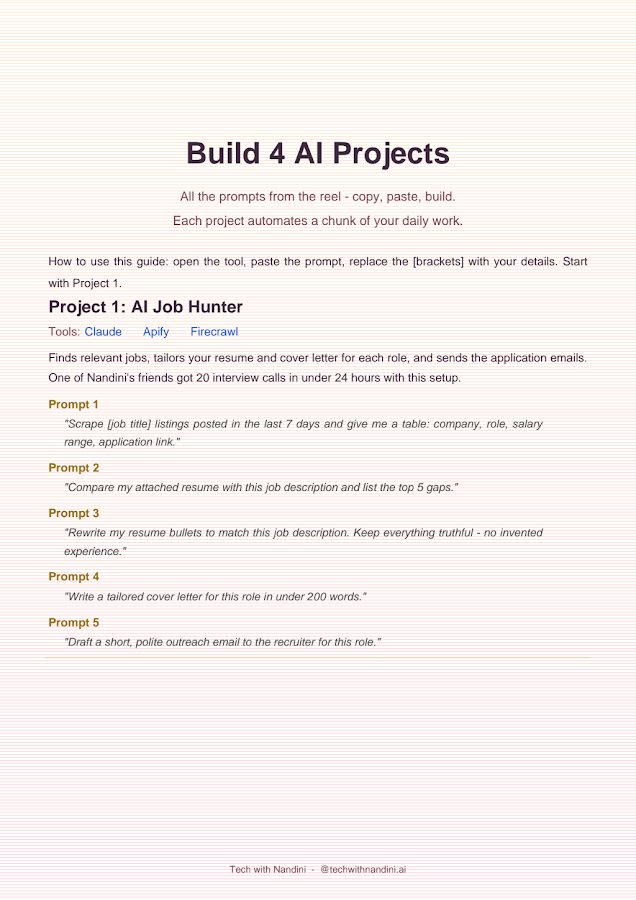 Build 4 AI Projects
All the prompts from the reel - copy, paste, build.
Each project automates a chunk of your daily work.
How to use this guide: open the tool, paste the prompt, replace the [brackets] with your details. Start
with Project 1.
Project 1: AI Job Hunter
Tools: Claude Apify Firecrawl
Finds relevant jobs, tailors your resume and cover letter for each role, and sends the application emails.
One of Nandini's friends got 20 interview calls in under 24 hours with this setup.
Prompt 1
"Scrape [job title] listings posted in the last 7 days and give me a table: company, role, salary
range, application link."
Prompt 2
"Compare my attached resume with this job description and list the top 5 gaps."
Prompt 3
"Rewrite my resume bullets to match this job description. Keep everything truthful - no invented
experience."
Prompt 4
"Write a tailored cover letter for this role in under 200 words."
Prompt 5
"Draft a short, polite outreach email to the recruiter for this role."
Tech with Nandini - @techwithnandini.ai